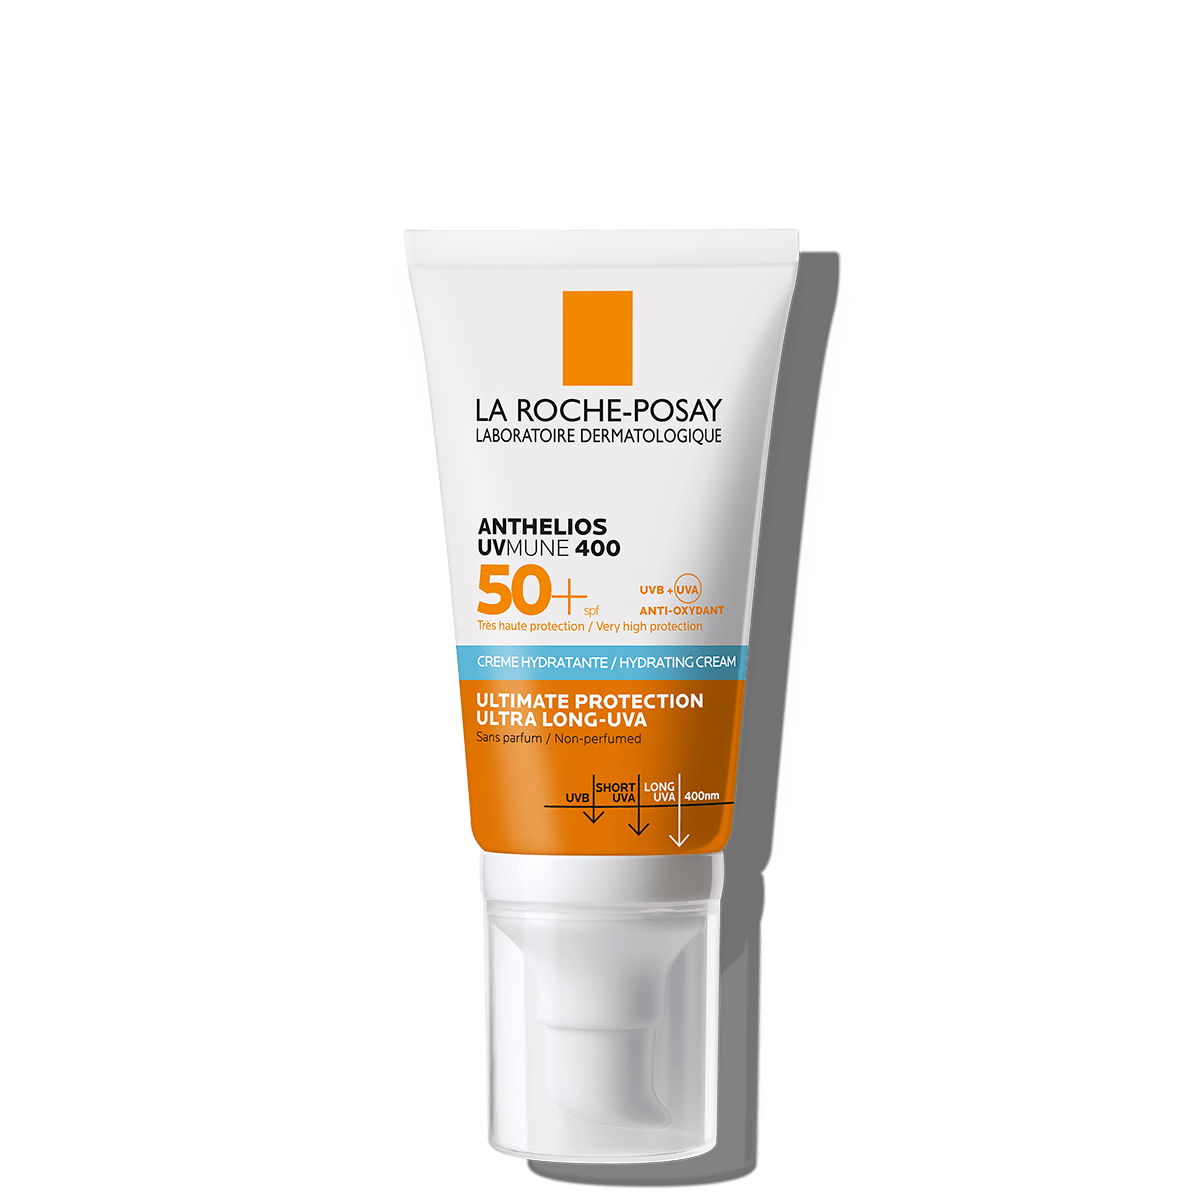 LA ROCHE-POSAY
LABORATOIRE DERMATOLOGIQUE
ANTHELIOS
UVMUNE 400
50+ spf
UVB + UVA
ANTI-OXYDANT
Très haute protection / Very high protection
CREME HYDRATANTE / HYDRATING CREAM
ULTIMATE PROTECTION
ULTRA LONG-UVA
Sans parfum / Non-perfumed
UVB
SHORT
UVA
LONG
UVA
400nm